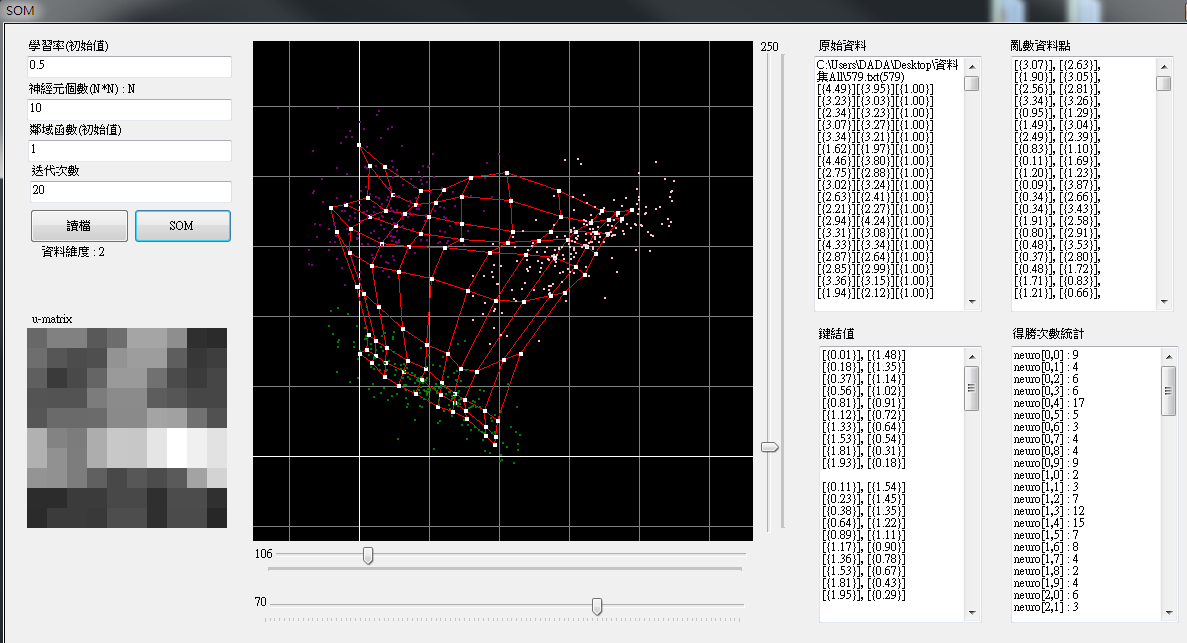 SOM
學習率(初始值)
0.5
神經元個數(N*N) : N
10
鄰域函數(初始值)
1
迭代次數
20
讀檔
SOM
資料維度 : 2
u-matrix
250
106
70
原始資料
C:\Users\DADA\Desktop\資料
集All\579.txt(579)
[{4.49}][{3.95}][{1.00}]
[{3.23}][{3.03}][{1.00}]
[{2.34}][{3.23}][{1.00}]
[{3.07}][{3.27}][{1.00}]
[{3.34}][{3.21}][{1.00}]
[{1.62}][{1.97}][{1.00}]
[{4.46}][{3.80}][{1.00}]
[{2.75}][{2.88}][{1.00}]
[{3.02}][{3.24}][{1.00}]
[{2.63}][{2.41}][{1.00}]
[{2.21}][{2.27}][{1.00}]
[{2.94}][{4.24}][{1.00}]
[{3.31}][{3.08}][{1.00}]
[{4.33}][{3.34}][{1.00}]
[{2.87}][{2.64}][{1.00}]
[{2.85}][{2.99}][{1.00}]
[{3.36}][{3.15}][{1.00}]
[{1.94}][{2.12}][{1.00}]
亂數資料點
[{3.07}], [{2.63}],
[{1.90}], [{3.05}],
[{2.56}], [{2.81}],
[{3.34}], [{3.26}],
[{0.95}], [{1.29}],
[{1.49}], [{3.04}],
[{2.49}], [{2.39}],
[{0.83}], [{1.10}],
[{0.11}], [{1.69}],
[{1.20}], [{1.23}],
[{0.09}], [{3.87}],
[{0.34}], [{2.66}],
[{0.34}], [{3.43}],
[{1.91}], [{2.58}],
[{0.80}], [{2.91}],
[{0.48}], [{3.53}],
[{0.37}], [{2.80}],
[{0.48}], [{1.72}],
[{1.71}], [{0.83}],
[{1.21}], [{0.66}],
鍵結值
[{0.01}], [{1.48}]
[{0.18}], [{1.35}]
[{0.37}], [{1.14}]
[{0.56}], [{1.02}]
[{0.81}], [{0.91}]
[{1.12}], [{0.72}]
[{1.33}], [{0.64}]
[{1.53}], [{0.54}]
[{1.81}], [{0.31}]
[{1.93}], [{0.18}]
[{0.11}], [{1.54}]
[{0.23}], [{1.45}]
[{0.38}], [{1.35}]
[{0.64}], [{1.22}]
[{0.89}], [{1.11}]
[{1.17}], [{0.90}]
[{1.36}], [{0.78}]
[{1.53}], [{0.67}]
[{1.81}], [{0.43}]
[{1.95}], [{0.29}]
得勝次數統計
neuro[0,0] : 9
neuro[0,1] : 4
neuro[0,2] : 6
neuro[0,3] : 6
neuro[0,4] : 17
neuro[0,5] : 5
neuro[0,6] : 3
neuro[0,7] : 4
neuro[0,8] : 4
neuro[0,9] : 9
neuro[1,0] : 2
neuro[1,1] : 3
neuro[1,2] : 7
neuro[1,3] : 12
neuro[1,4] : 15
neuro[1,5] : 7
neuro[1,6] : 8
neuro[1,7] : 4
neuro[1,8] : 2
neuro[1,9] : 4
neuro[2,0] : 6
neuro[2,1] : 3